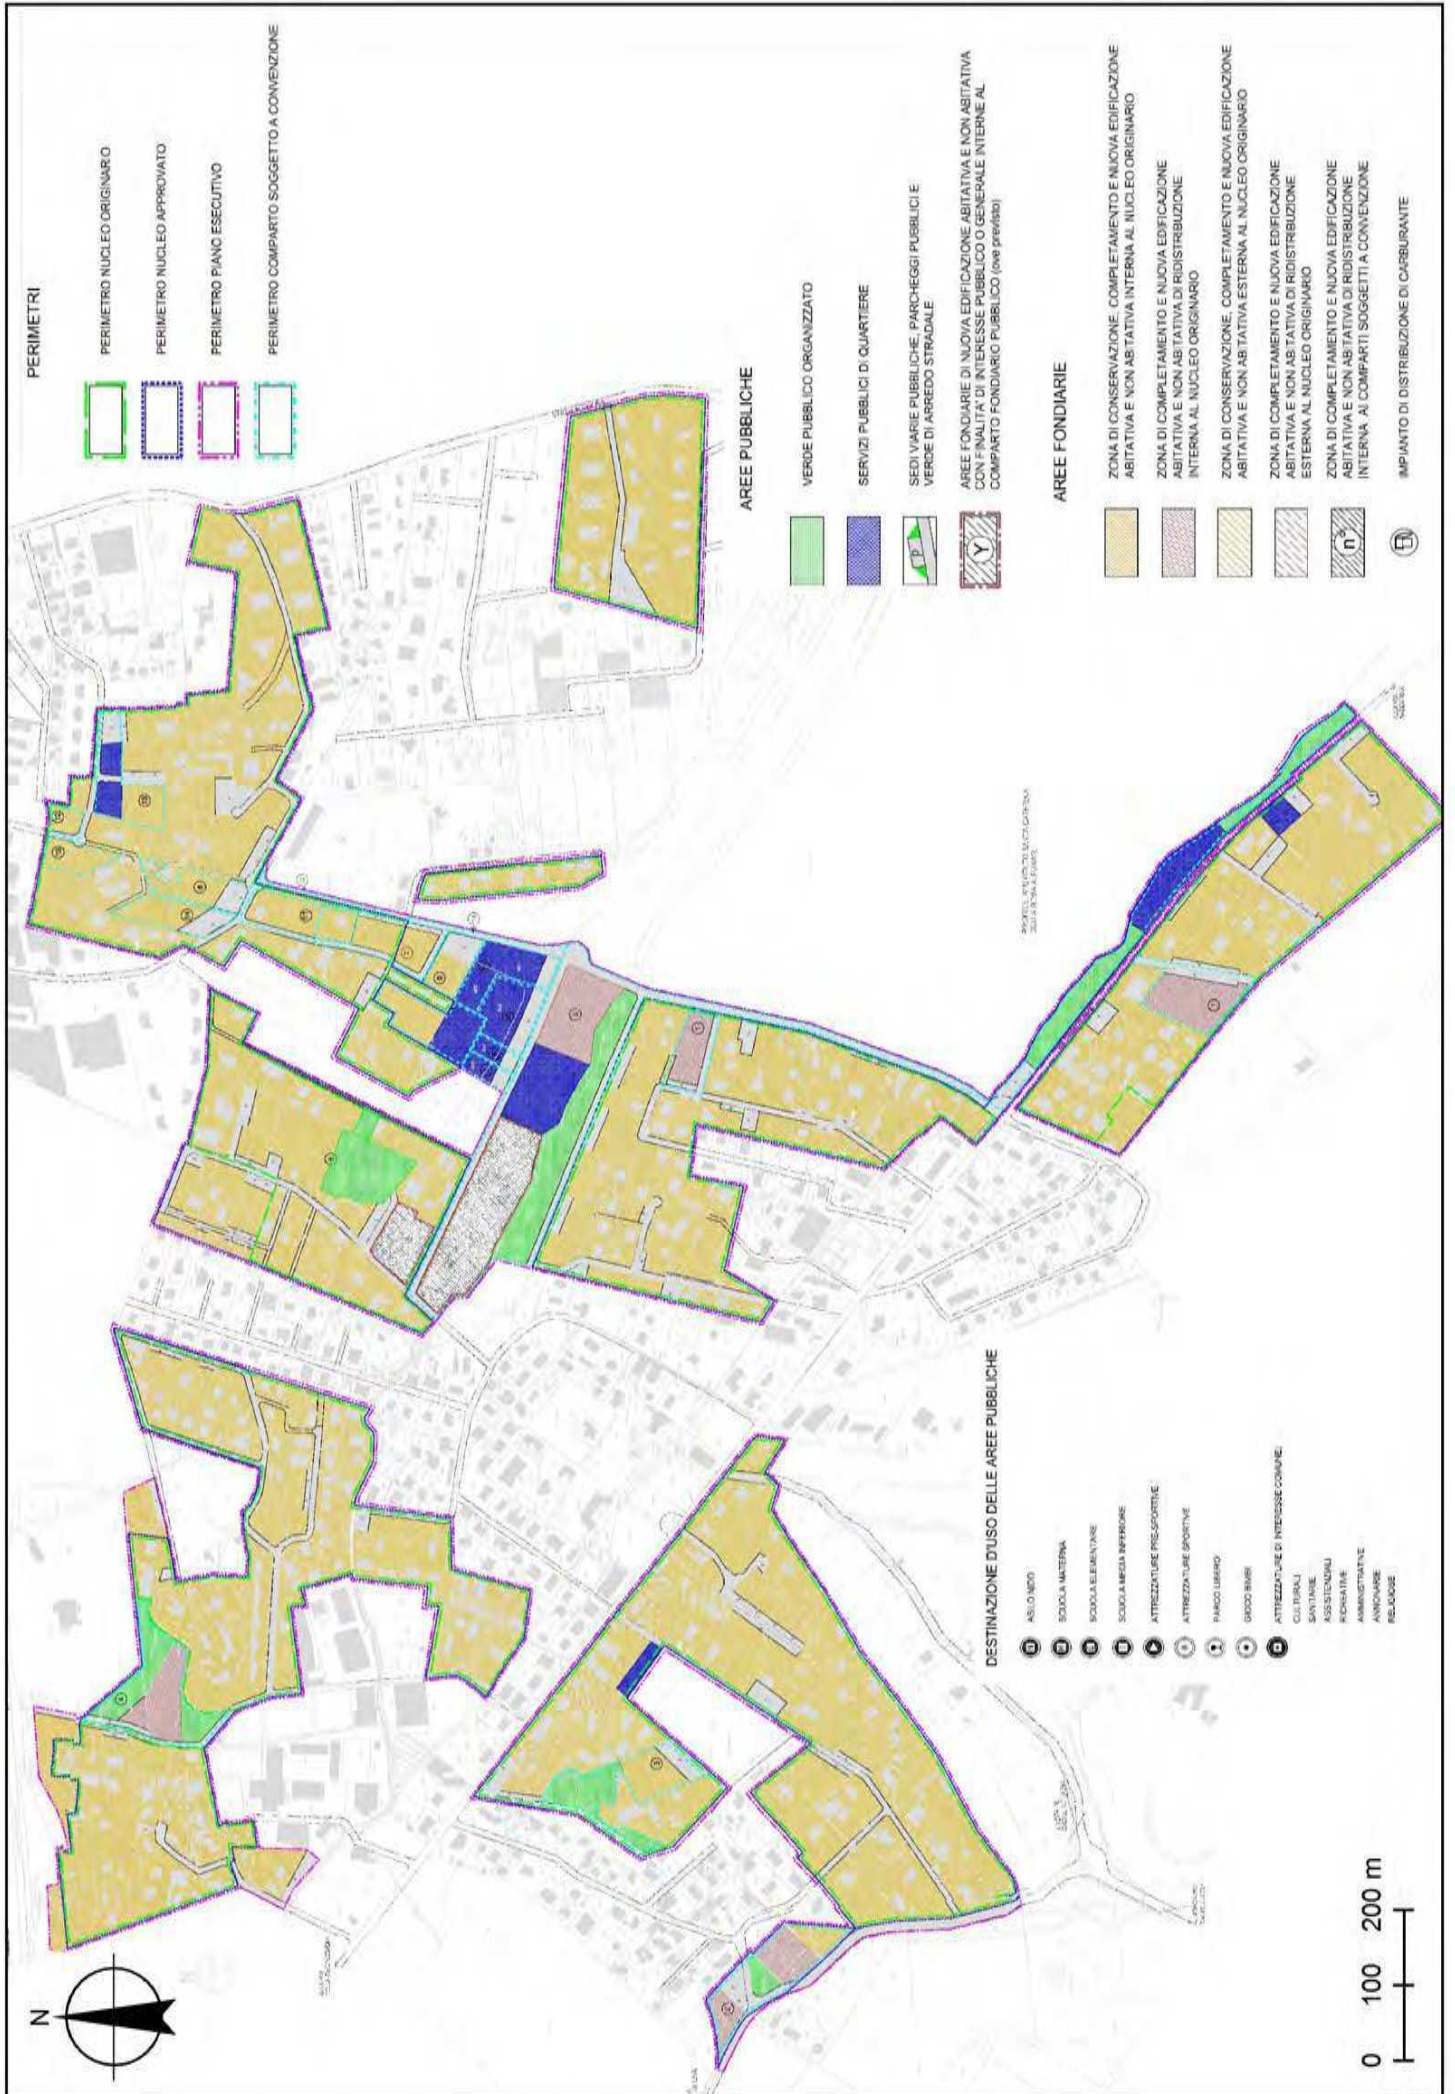 PERIMETRI
PERIMETRO NUCLEO ORIGINARIO
PERIMETRO NUCLEO APPROVATO
PERIMETRO PIANO ESECUTIVO
PERIMETRO COMPARTO SOGGETTO A CONVENZIONE
AREE PUBBLICHE
VERDE PUBBLICO ORGANIZZATO
SERVIZI PUBBLICI DI QUARTIERE
P
SEDI VIARIE PUBBLICHE, PARCHEGGI PUBBLICI E
VERDE DI ARREDO STRADALE
Y
AREE FONDIARIE DI NUOVA EDIFICAZIONE ABITATIVA E NON ABITATIVA
CON FINALITA' DI INTERESSE PUBBLICO O GENERALE INTERNE AL
COMPARTO FONDIARIO PUBBLICO (ove previsto)
AREE FONDIARIE
ZONA DI CONSERVAZIONE, COMPLETAMENTO E NUOVA EDIFICAZIONE
ABITATIVA E NON ABITATIVA INTERNA AL NUCLEO ORIGINARIO
ZONA DI COMPLETAMENTO E NUOVA EDIFICAZIONE
ABITATIVA E NON ABITATIVA DI RIDISTRIBUZIONE
INTERNA AL NUCLEO ORIGINARIO
ZONA DI CONSERVAZIONE, COMPLETAMENTO E NUOVA EDIFICAZIONE
ABITATIVA E NON ABITATIVA ESTERNA AL NUCLEO ORIGINARIO
ZONA DI COMPLETAMENTO E NUOVA EDIFICAZIONE
ABITATIVA E NON ABITATIVA DI RIDISTRIBUZIONE
ESTERNA AL NUCLEO ORIGINARIO
n°
ZONA DI COMPLETAMENTO E NUOVA EDIFICAZIONE
ABITATIVA E NON ABITATIVA DI RIDISTRIBUZIONE
INTERNA AI COMPARTI SOGGETTI A CONVENZIONE
IMPIANTO DI DISTRIBUZIONE DI CARBURANTE
DESTINAZIONE D'USO DELLE AREE PUBBLICHE
ASILO NIDO
SCUOLA MATERNA
SCUOLA ELEMENTARE
SCUOLA MEDIA INFERIORE
ATTREZZATURE PRE-SPORTIVE
ATTREZZATURE SPORTIVE
PARCO LIBERO
GIOCO BIMBI
ATTREZZATURE DI INTERESSE COMUNE:
CULTURALI
SANITARIE
ASSISTENZIALI
RICREATIVE
AMMINISTRATIVE
ANNONARIE
RELIGIOSE
N
0 100 200 m